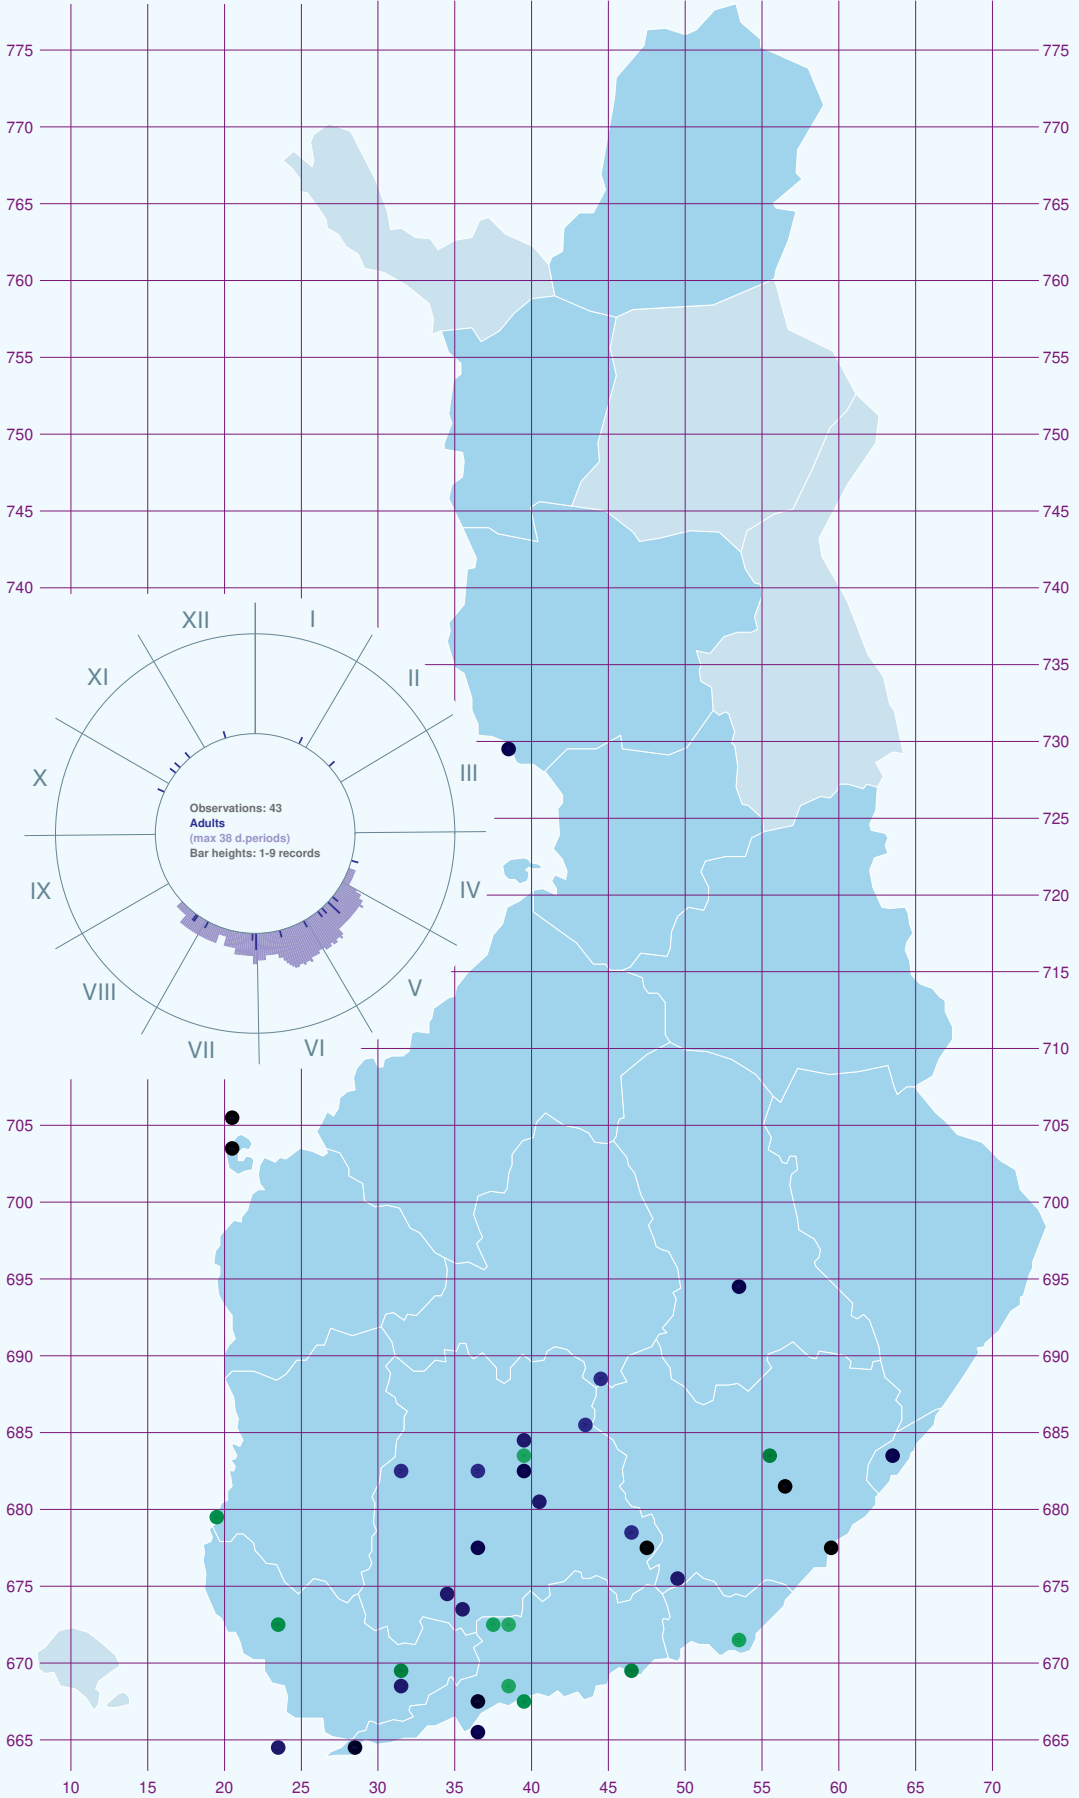 775 775
770 770
765 765
760 760
755 755
750 750
745 745
740 740
XII I
XI II
735
730
X III
Observations: 43
Adults
(max 38 d.periods)
Bar heights: 1-9 records
725
IX IV
720
715
VIII V
VII VI
710
705 705
700 700
695 695
690 690
685 685
680 680
675 675
670 670
665 665
10 15 20 25 30 35 40 45 50 55 60 65 70